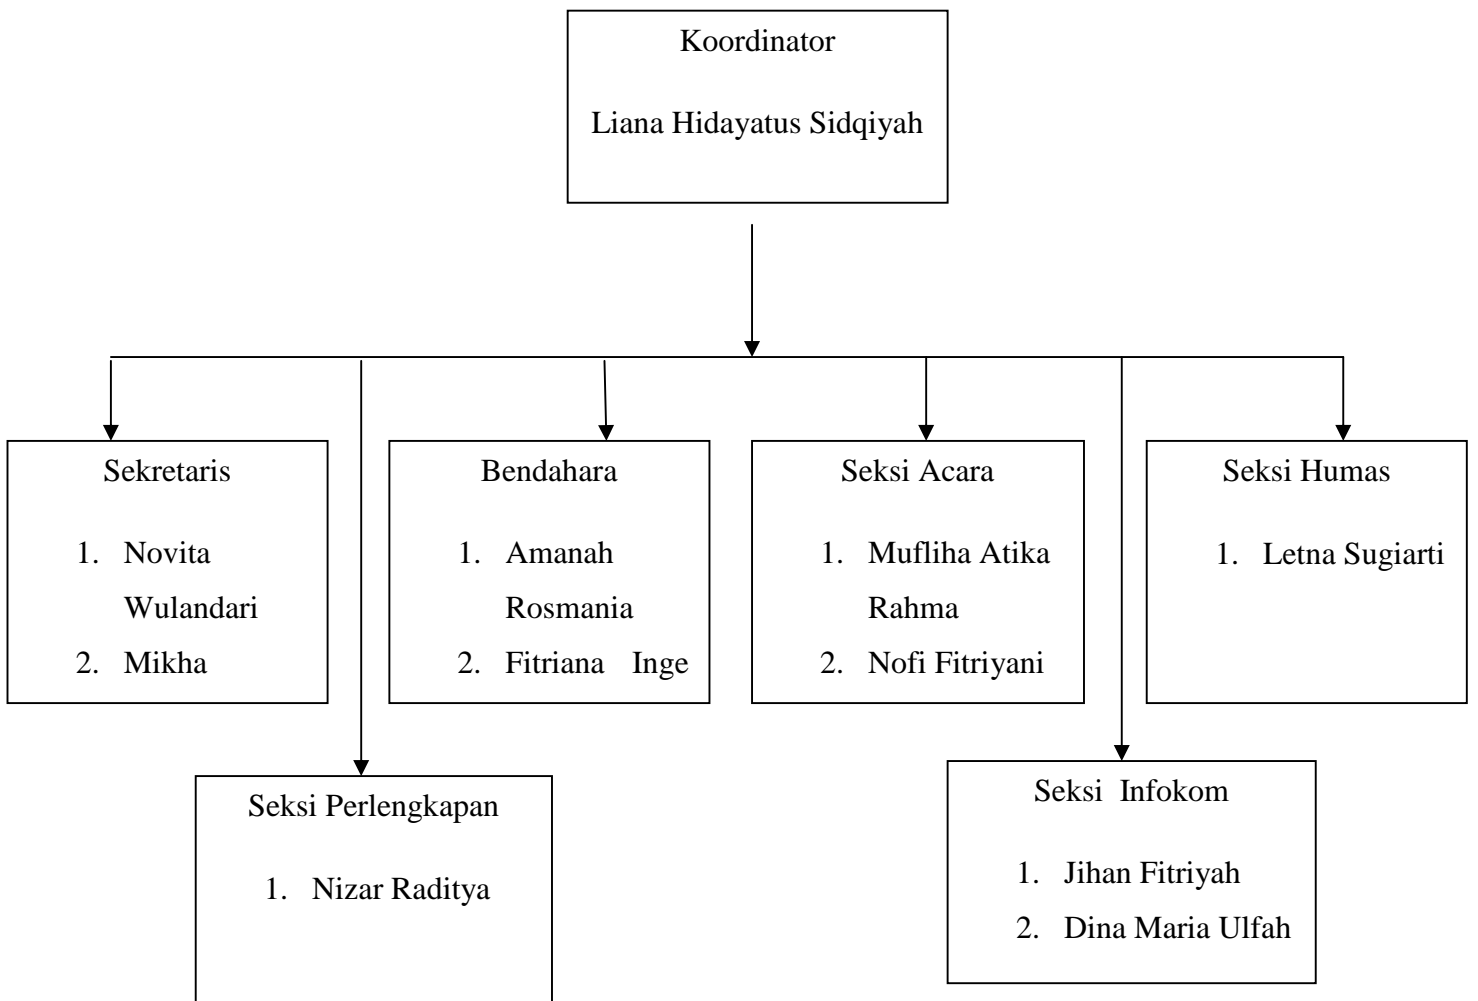 Koordinator
Liana Hidayatus Sidqiyah
Sekretaris
1. Novita
Wulandari
2. Mikha
Bendahara
1. Amanah
Rosmania
2. Fitriana Inge
Seksi Acara
1. Mufliha Atika
Rahma
2. Nofi Fitriyani
Seksi Humas
1. Letna Sugiarti
Seksi Perlengkapan
1. Nizar Raditya
Seksi Infokom
1. Jihan Fitriyah
2. Dina Maria Ulfah